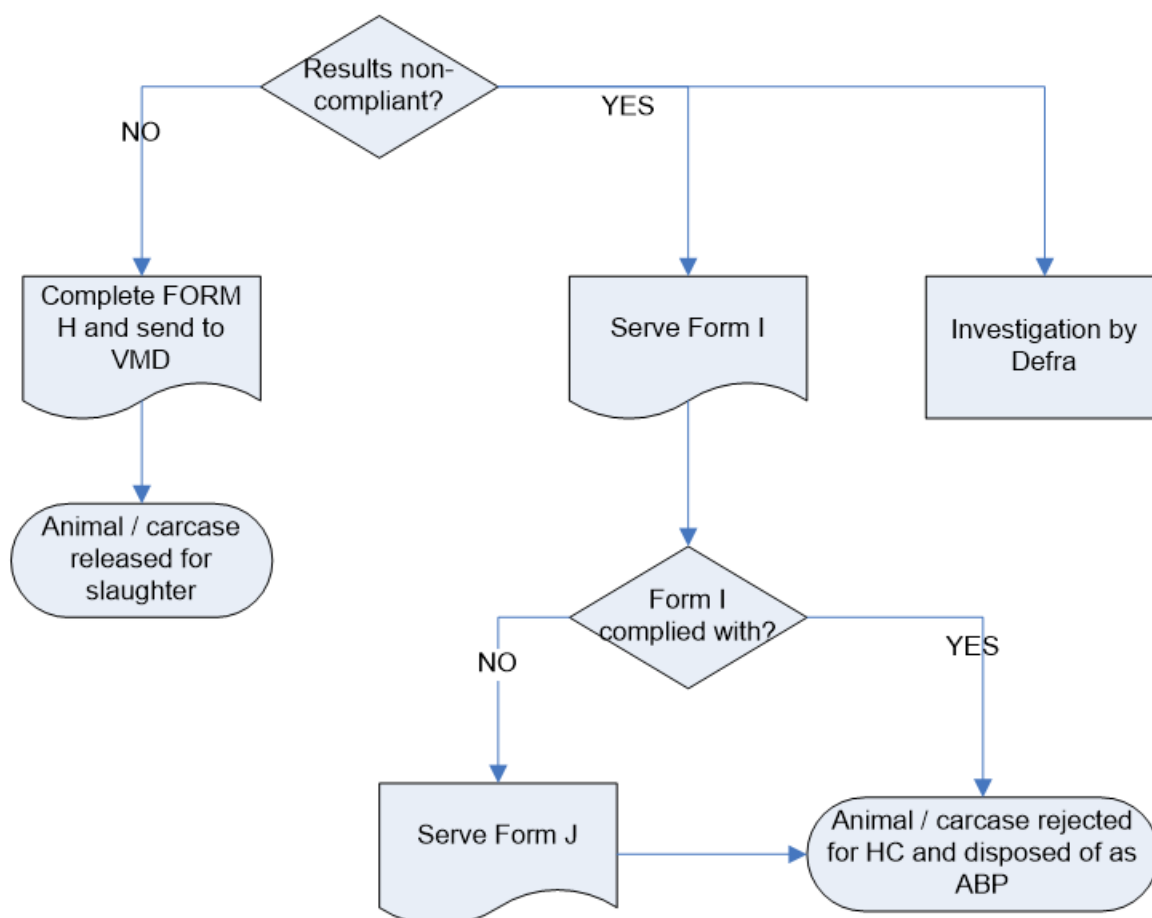 Results non-
compliant?
NO
YES
Complete FORM
H and send to
VMD
Serve Form I
Investigation by
Defra
Animal / carcase
released for
slaughter
Form I
complied with?
NO
YES
Serve Form J
Animal / carcase rejected
for HC and disposed of as
ABP